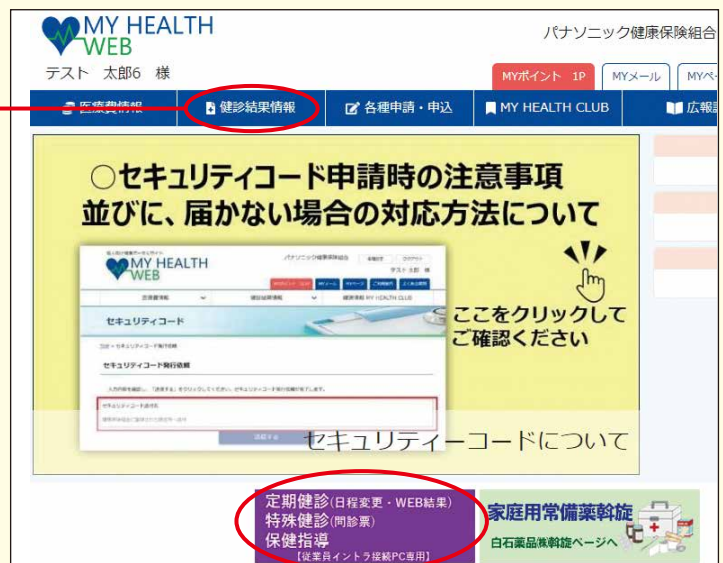 MY HEALTH
WEB
パナソニック健康保険組合
テスト 太郎6 様
MYポイント 1P
MYメール
MYペ
医療費情報
健診結果情報
各種申請・申込
MY HEALTH CLUB
広報誌
○セキュリティコード申請時の注意事項
並びに、届かない場合の対応方法について
MY HEALTH
WEB
パナソニック健康保険組合
テスト 太郎 様
医療費情報
健診結果情報
健康情報 MY HEALTH CLUB
セキュリティコード
セキュリティコード発行依頼
ここをクリックして
ご確認ください
セキュリティーコードについて
定期健診(日程変更・WEB結果)
特殊健診(問診票)
保健指導
【従業員イントラ接続PC専用】
家庭用常備薬斡旋
白石薬品㈱斡旋ページへ